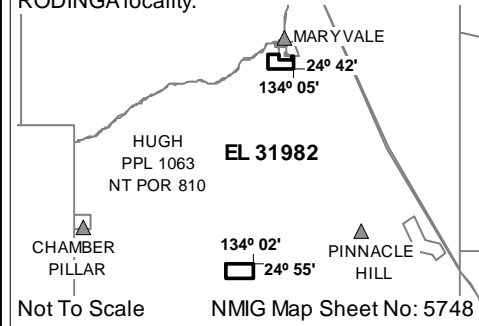 RODINGA locality.
MARYVALE
24º 42'
134º 05'
HUGH
PPL 1063
NT POR 810
EL 31982
CHAMBER
PILLAR
134º 02'
24º 55'
PINNACLE
HILL
Not To Scale
NMIG Map Sheet No: 5748